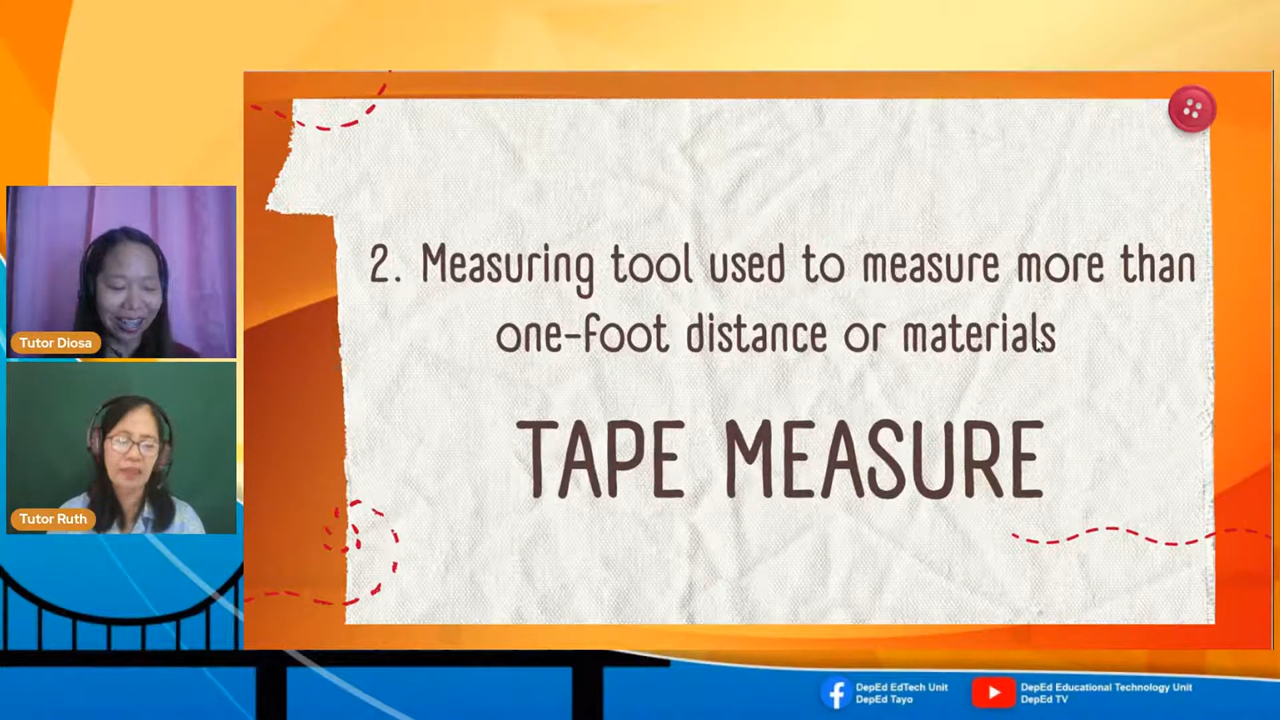 2. Measuring tool used to measure more than
one-foot distance or materials
TAPE MEASURE
Tutor Diosa
Tutor Ruth
DepEd EdTech Unit
DepEd Tayo
DepEd Educational Technology Unit
DepEd TV